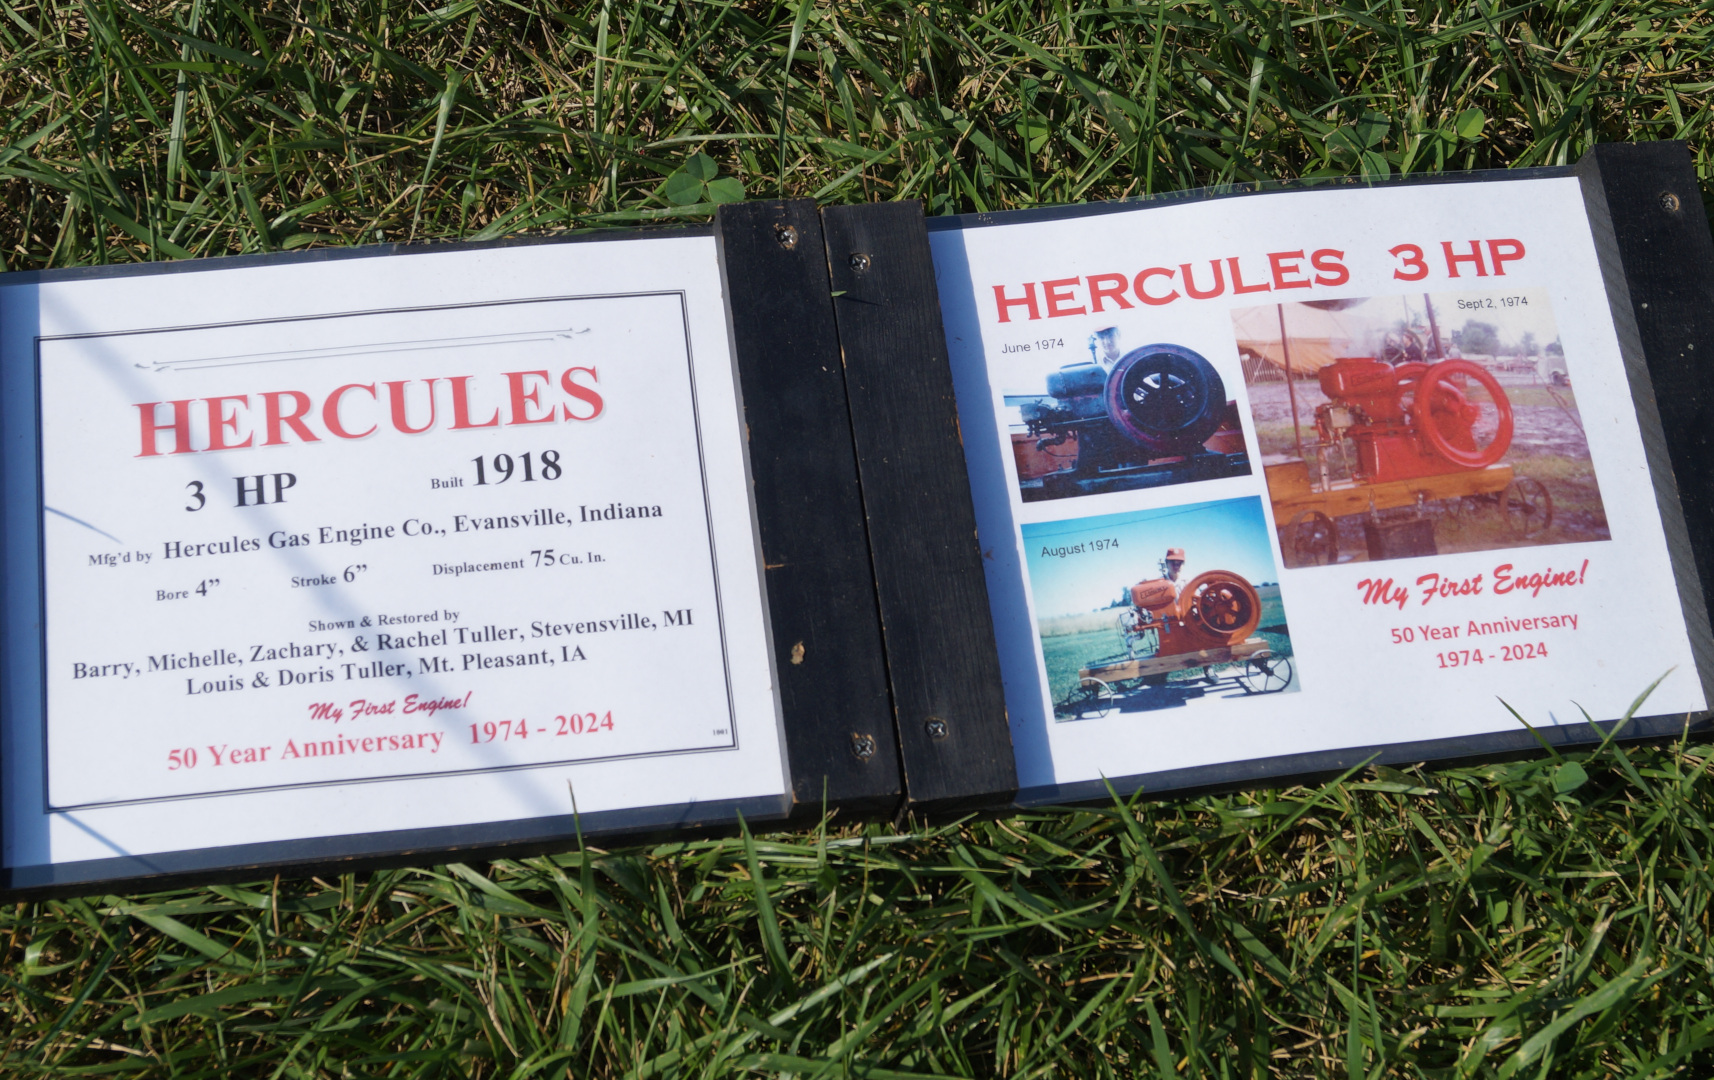 HERCULES
3 HP Built 1918
Mfg'd by Hercules Gas Engine Co., Evansville, Indiana
Bore 4” Stroke 6” Displacement 75 Cu. In.
Shown & Restored by
Barry, Michelle, Zachary, & Rachel Tuller, Stevensville, MI
Louis & Doris Tuller, Mt. Pleasant, IA
My First Engine!
50 Year Anniversary 1974 - 2024
HERCULES 3 HP
June 1974
Sept 2, 1974
August 1974
My First Engine!
50 Year Anniversary
1974 - 2024